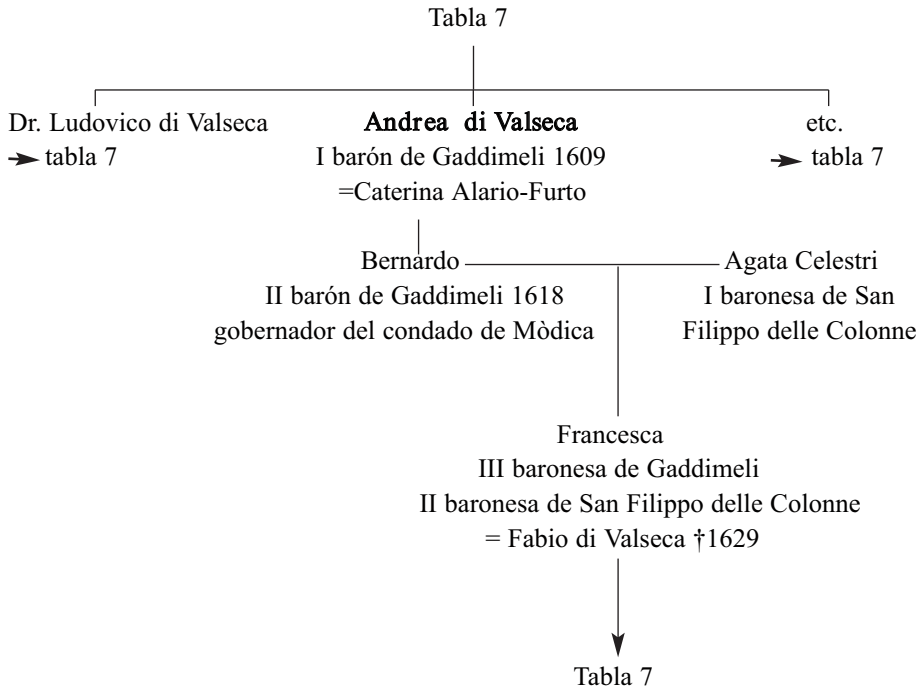 Tabla 7
Dr. Ludovico di Valseca
tabla 7
Andrea di Valseca
I barón de Gaddimeli 1609
=Caterina Alario-Furto
etc.
tabla 7
Bernardo
II barón de Gaddimeli 1618
gobernador del condado de Mòdica
Agata Celestri
I baronesa de San
Filippo delle Colonne
Francesca
III baronesa de Gaddimeli
II baronesa de San Filippo delle Colonne
= Fabio di Valseca †1629
Tabla 7